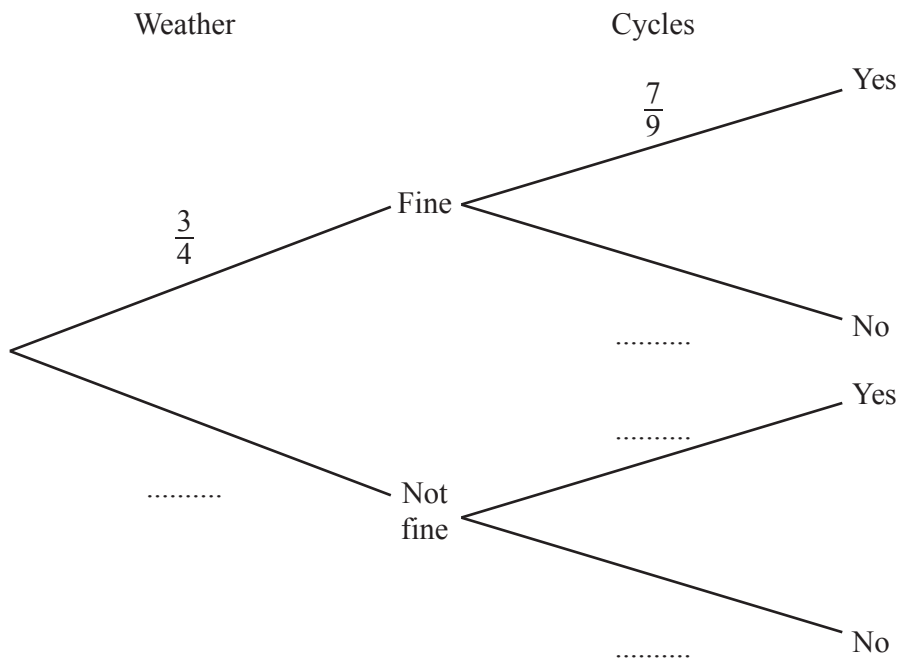 Weather Cycles
Yes
7/9
Fine
3/4
No
..........
Yes
..........
..........
Not
fine
No
..........